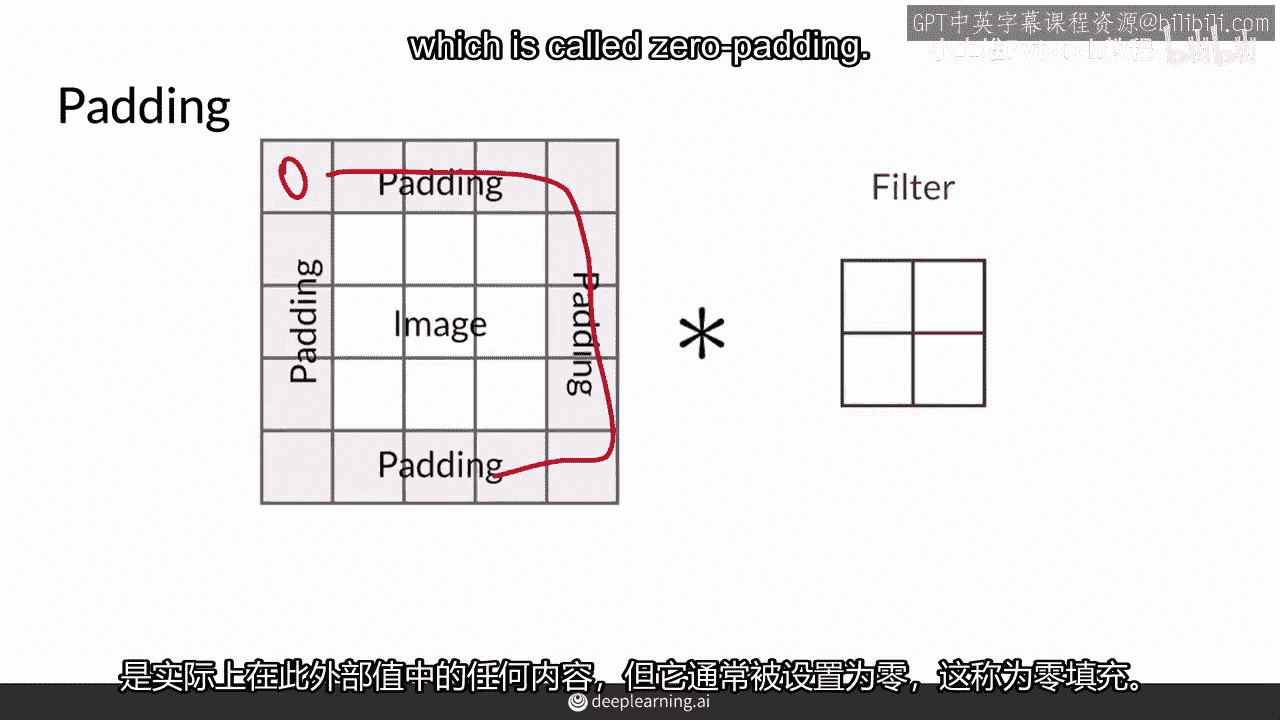 which is called zero-padding.
GPT中英字幕课程资源@bilibili.com
Padding
0
Padding
Padding
Image
Padding
Padding
*
Filter
是实际上在此外部值中的任何内容，但它通常被设置为零，这称为零填充。
deeplearning.ai